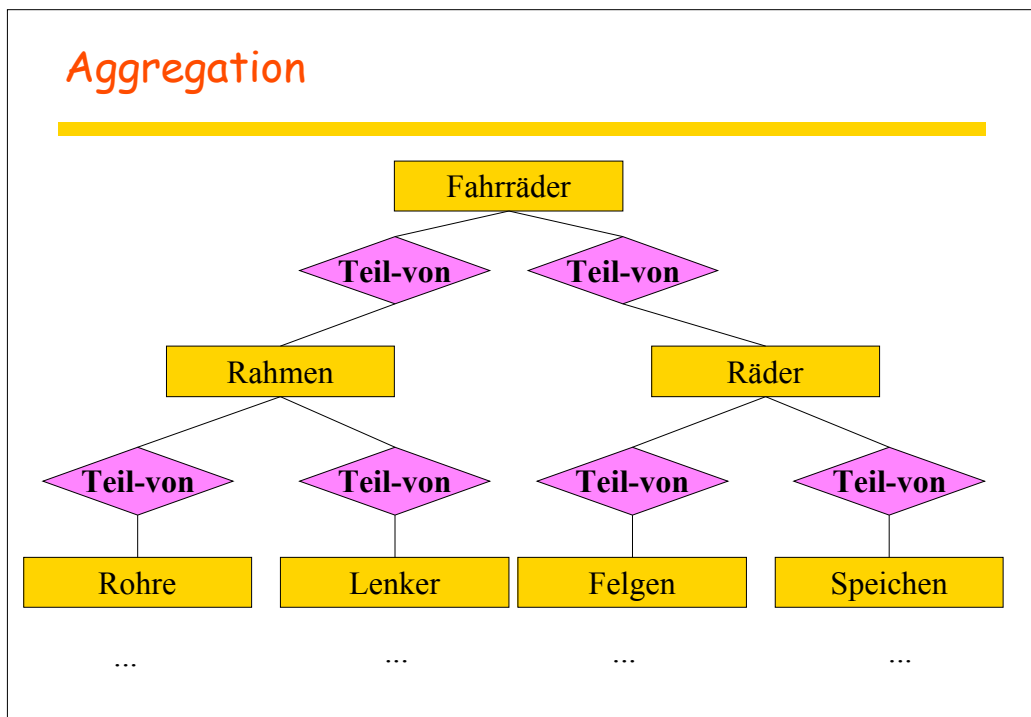 Aggregation
Fahrräder
Teil-von Teil-von
Rahmen Räder
Teil-von Teil-von Teil-von Teil-von
Rohre Lenker Felgen Speichen
... ... ... ...